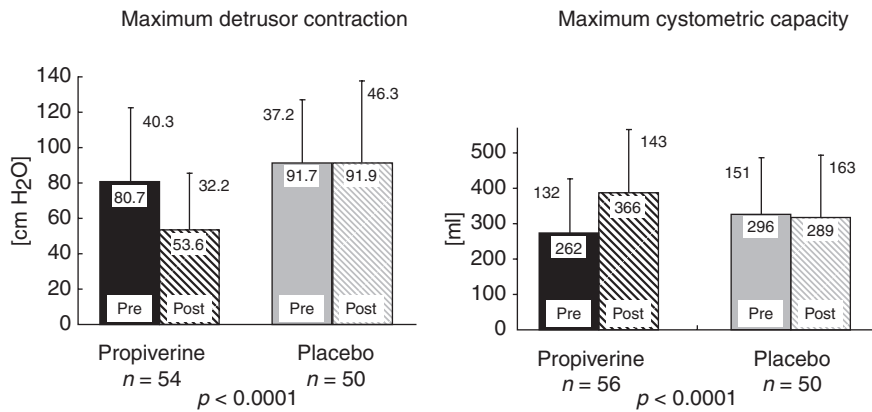 Maximum detrusor contraction
[cm H2O]
140
120
100
80
60
40
20
0
40.3
80.7
Pre
32.2
53.6
Post
37.2
91.7
Pre
46.3
91.9
Post
Propiverine
n = 54
Placebo
n = 50
p < 0.0001
Maximum cystometric capacity
[ml]
500
400
300
200
100
0
132
262
Pre
143
366
Post
151
296
Pre
163
289
Post
Propiverine
n = 56
Placebo
n = 50
p < 0.0001